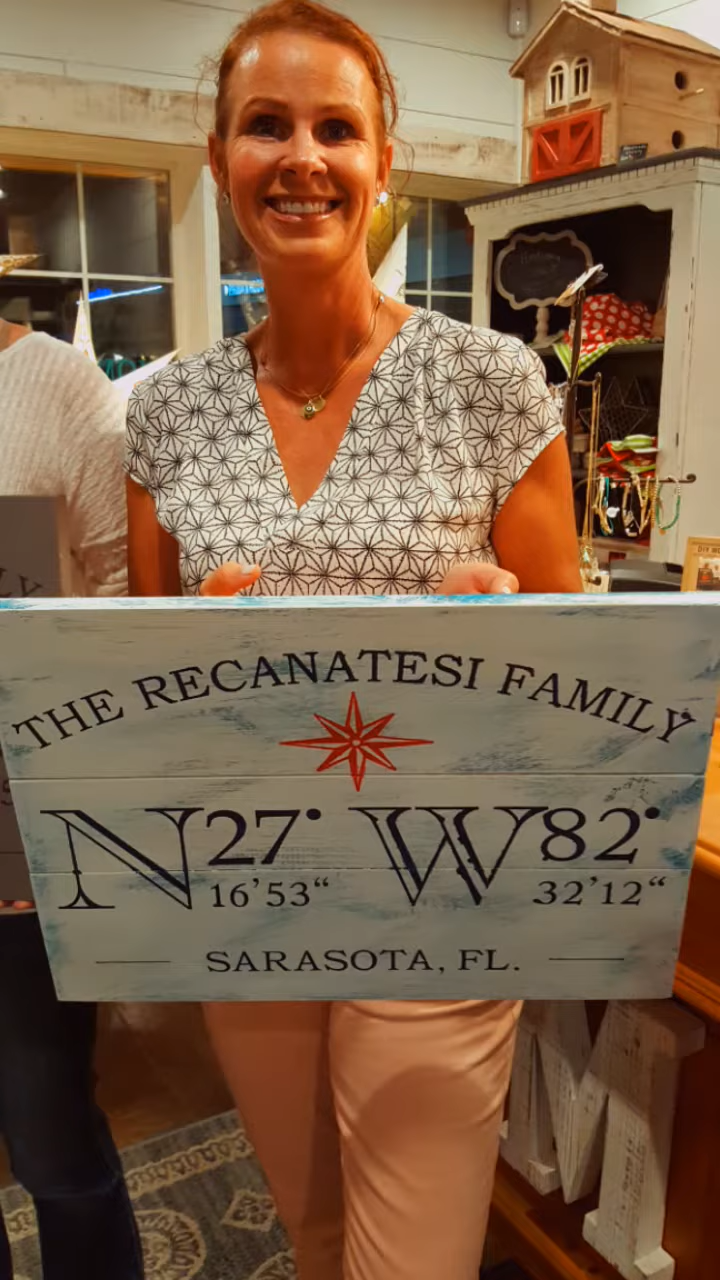 THE RECANATESI FAMILY
N27° W82°
16'53“ 32'12“
SARASOTA, FL.